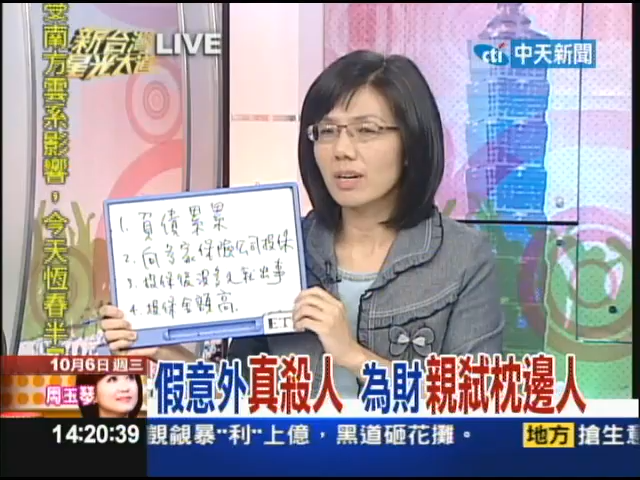 受南方雲系影響，今天恆春半
新台灣
星光大道
LIVE
cti 中天新聞
1. 負債累累
2. 向多家保險公司投保
3. 投保後沒多久就出事
4. 投保金額高
10月6日 週三
周玉琴
假意外真殺人 為財親弒枕邊人
14:20:39
覬覦暴"利"上億，黑道砸花攤。
地方 搶生意